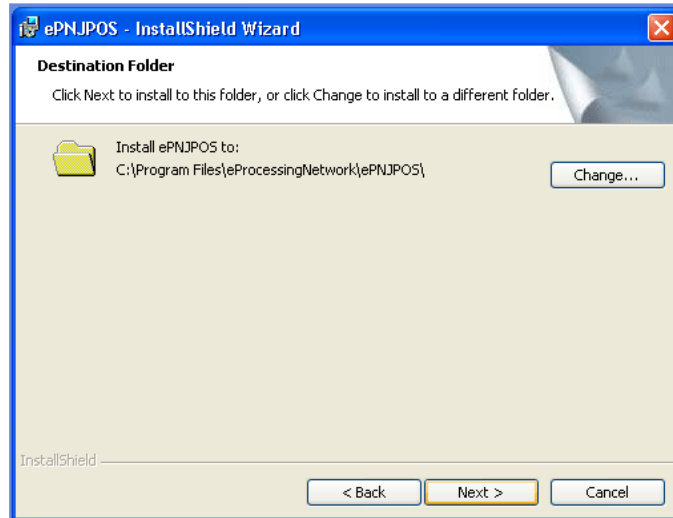 ePNJPOS - InstallShield Wizard
Destination Folder
Click Next to install to this folder, or click Change to install to a different folder.
Install ePNJPOS to:
C:\Program Files\eProcessingNetwork\ePNJPOS\
Change...
InstallShield
< Back
Next >
Cancel